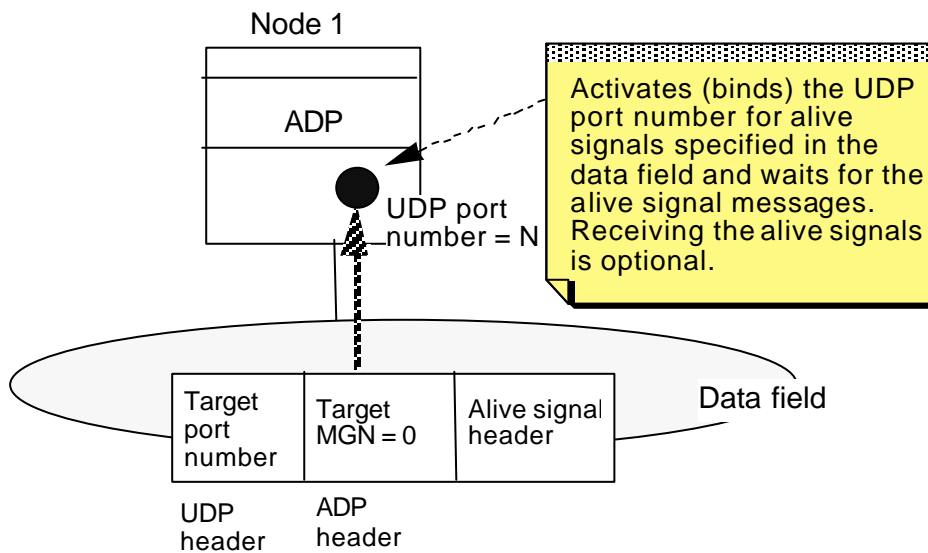 Node 1
ADP
UDP port
number = N
Activates (binds) the UDP
port number for alive
signals specified in the
data field and waits for the
alive signal messages.
Receiving the alive signals
is optional.
Data field
Target
port
number
Target
MGN = 0
Alive signal
header
UDP
header
ADP
header